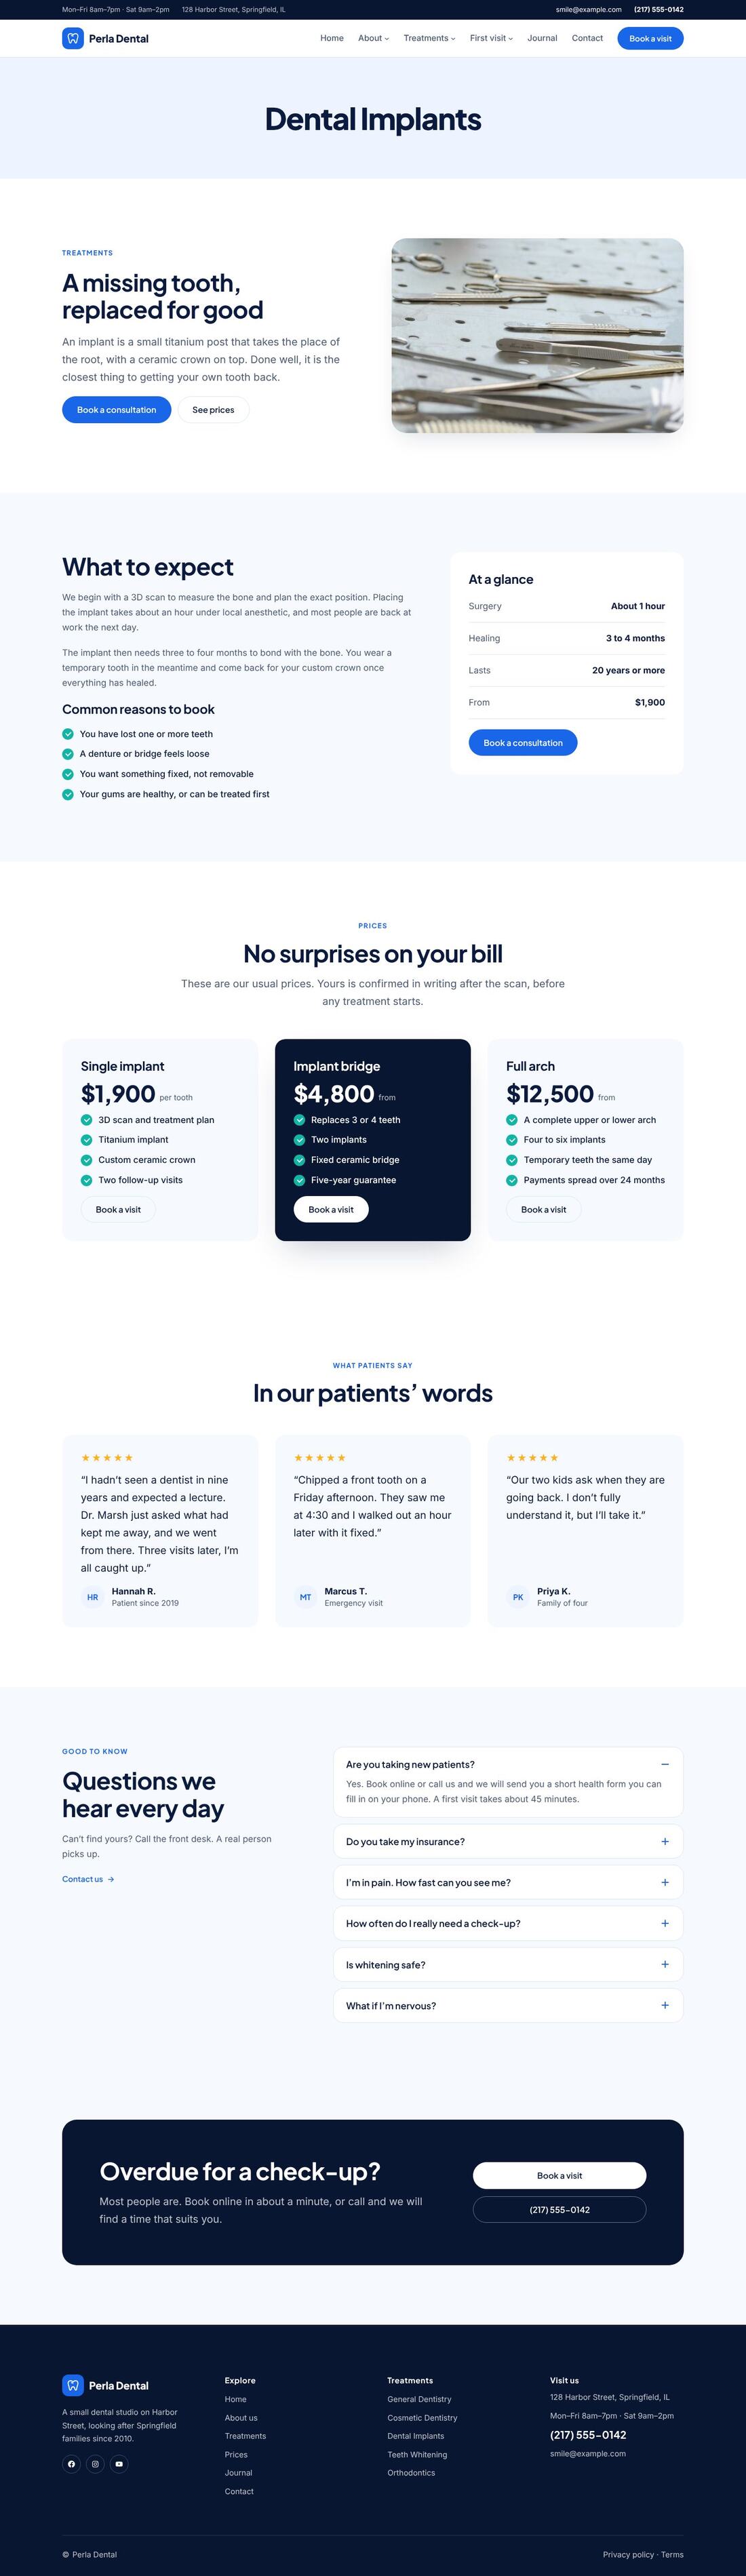 Mon–Fri 8am–7pm · Sat 9am–2pm 128 Harbor Street, Springfield, IL smile@example.com (217) 555-0142
Perla Dental Home About Treatments First visit Journal Contact Book a visit
Dental Implants
TREATMENTS
A missing tooth,
replaced for good
An implant is a small titanium post that takes the place of
the root, with a ceramic crown on top. Done well, it is the
closest thing to getting your own tooth back.
Book a consultation See prices
What to expect
We begin with a 3D scan to measure the bone and plan the exact position. Placing
the implant takes about an hour under local anesthetic, and most people are back at
work the next day.
The implant then needs three to four months to bond with the bone. You wear a
temporary tooth in the meantime and come back for your custom crown once
everything has healed.
Common reasons to book
You have lost one or more teeth
A denture or bridge feels loose
You want something fixed, not removable
Your gums are healthy, or can be treated first
At a glance
Surgery About 1 hour
Healing 3 to 4 months
Lasts 20 years or more
From $1,900
Book a consultation
PRICES
No surprises on your bill
These are our usual prices. Yours is confirmed in writing after the scan, before
any treatment starts.
Single implant
$1,900 per tooth
3D scan and treatment plan
Titanium implant
Custom ceramic crown
Two follow-up visits
Book a visit
Implant bridge
$4,800 from
Replaces 3 or 4 teeth
Two implants
Fixed ceramic bridge
Five-year guarantee
Book a visit
Full arch
$12,500 from
A complete upper or lower arch
Four to six implants
Temporary teeth the same day
Payments spread over 24 months
Book a visit
WHAT PATIENTS SAY
In our patients’ words
“I hadn’t seen a dentist in nine
years and expected a lecture.
Dr. Marsh just asked what had
kept me away, and we went
from there. Three visits later, I’m
all caught up.”
HR Hannah R.
Patient since 2019
“Chipped a front tooth on a
Friday afternoon. They saw me
at 4:30 and I walked out an hour
later with it fixed.”
MT Marcus T.
Emergency visit
“Our two kids ask when they are
going back. I don’t fully
understand it, but I’ll take it.”
PK Priya K.
Family of four
GOOD TO KNOW
Questions we
hear every day
Can’t find yours? Call the front desk. A real person
picks up.
Contact us →
Are you taking new patients?
Yes. Book online or call us and we will send you a short health form you can
fill in on your phone. A first visit takes about 45 minutes.
Do you take my insurance?
I’m in pain. How fast can you see me?
How often do I really need a check-up?
Is whitening safe?
What if I’m nervous?
Overdue for a check-up?
Most people are. Book online in about a minute, or call and we will
find a time that suits you.
Book a visit
(217) 555-0142
Perla Dental
A small dental studio on Harbor
Street, looking after Springfield
families since 2010.
Explore
Home
About us
Treatments
Prices
Journal
Contact
Treatments
General Dentistry
Cosmetic Dentistry
Dental Implants
Teeth Whitening
Orthodontics
Visit us
128 Harbor Street, Springfield, IL
Mon–Fri 8am–7pm · Sat 9am–2pm
(217) 555-0142
smile@example.com
© Perla Dental Privacy policy · Terms